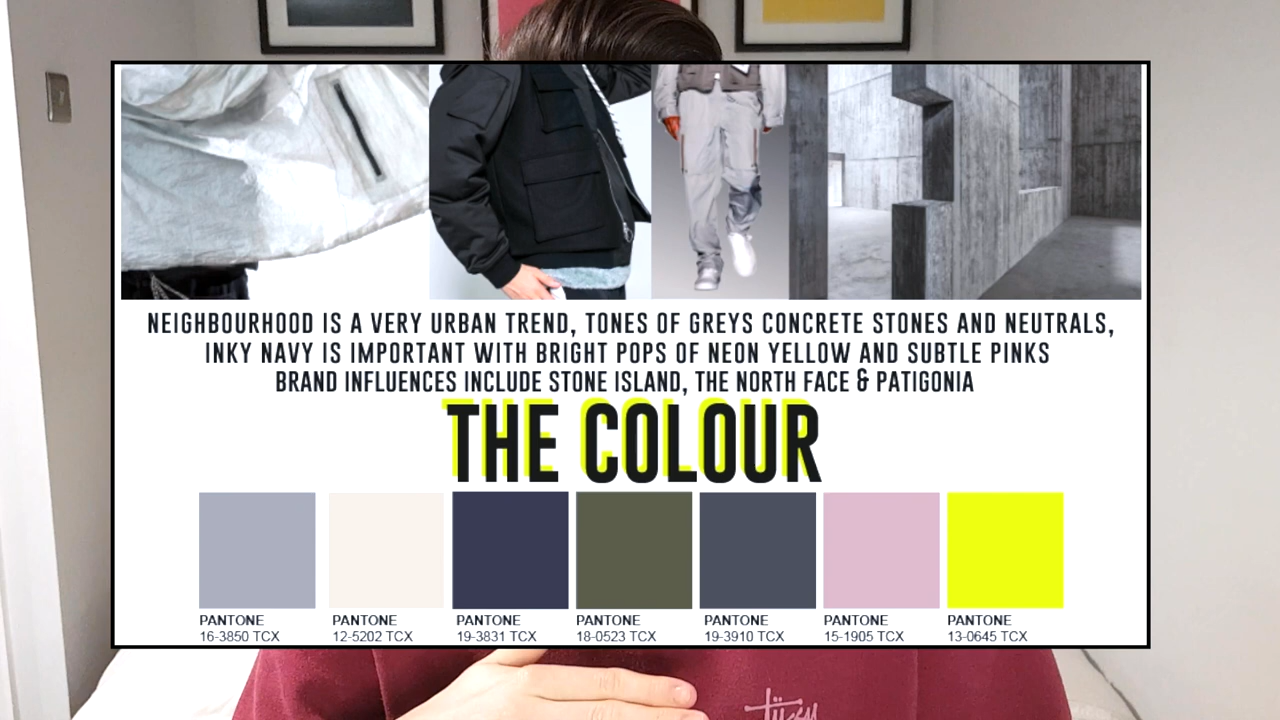 NEIGHBOURHOOD IS A VERY URBAN TREND, TONES OF GREYS CONCRETE STONES AND NEUTRALS,
INKY NAVY IS IMPORTANT WITH BRIGHT POPS OF NEON YELLOW AND SUBTLE PINKS
BRAND INFLUENCES INCLUDE STONE ISLAND, THE NORTH FACE & PATIGONIA
THE COLOUR
PANTONE
16-3850 TCX
PANTONE
12-5202 TCX
PANTONE
19-3831 TCX
PANTONE
18-0523 TCX
PANTONE
19-3910 TCX
PANTONE
15-1905 TCX
PANTONE
13-0645 TCX
Stüssy